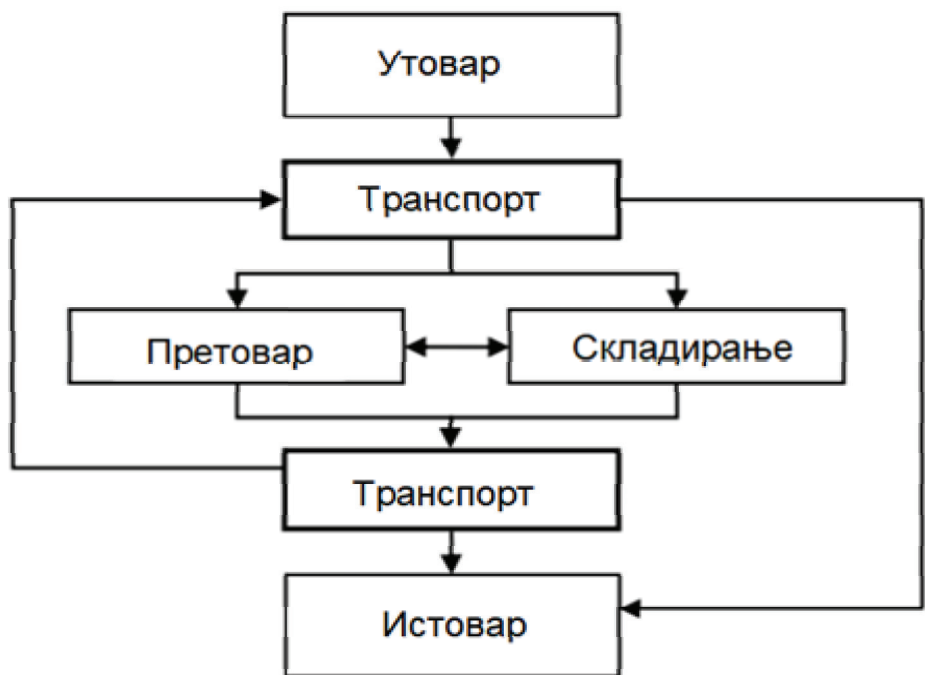 Утовар
Транспорт
Претовар
Складирање
Транспорт
Истовар